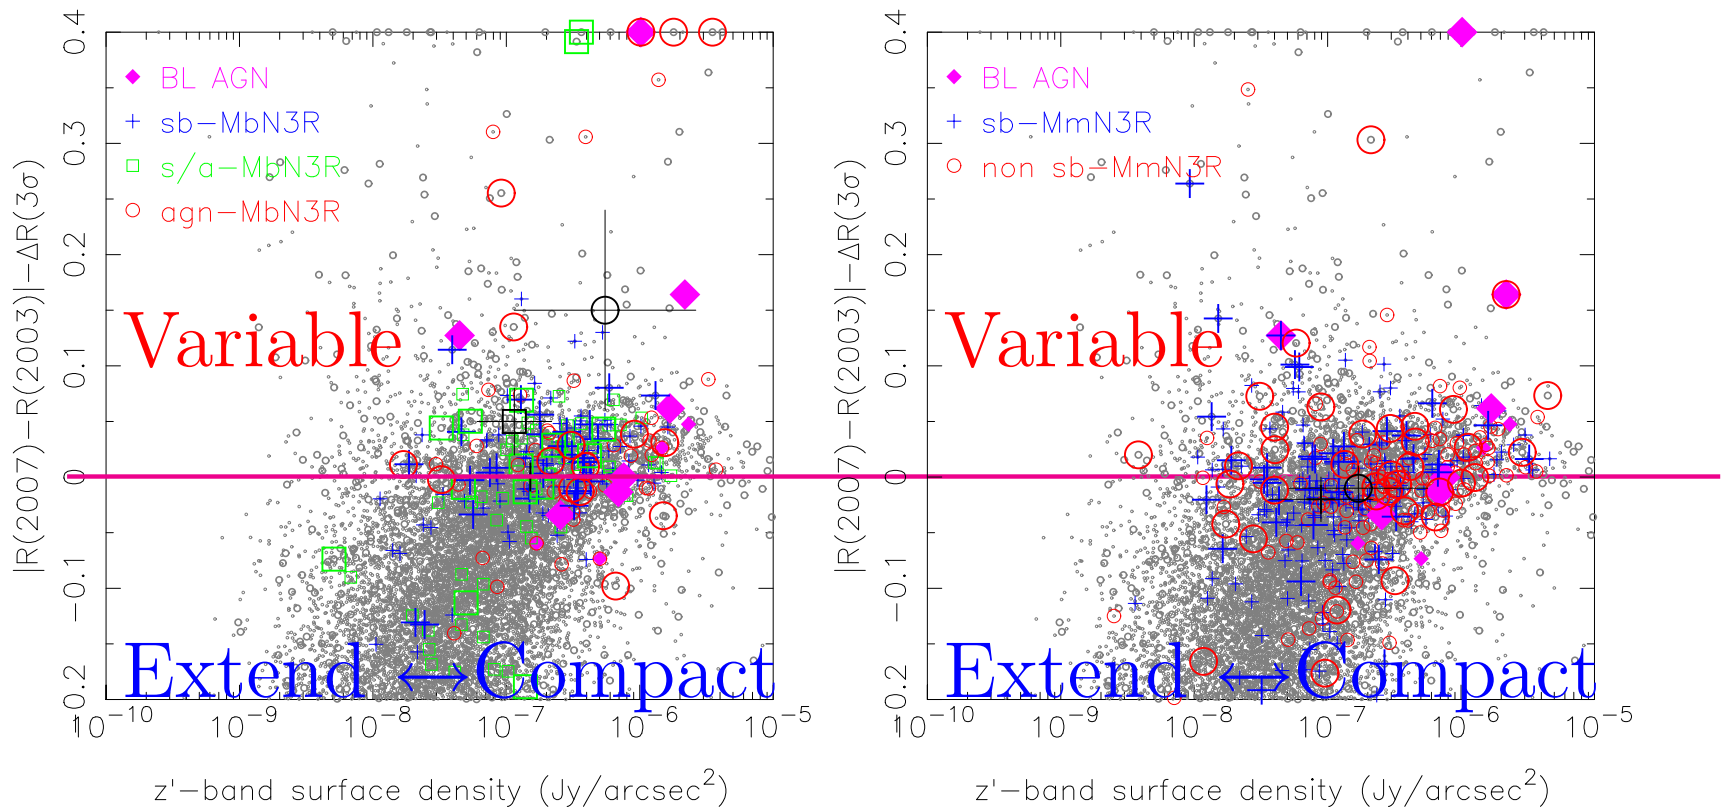 |R(2007)−R(2003)|−ΔR(3σ)
0.4
0.3
0.2
0.1
0
−0.1
0.2
BL AGN
sb−MbN3R
s/a−MbN3R
agn−MbN3R
Variable
Extend ↔Compact
10−10
10−9
10−8
10−7
10−6
10−5
z'−band surface density (Jy/arcsec2)
|R(2007)−R(2003)|−ΔR(3σ)
0.4
0.3
0.2
0.1
0
−0.1
0.2
BL AGN
sb−MmN3R
non sb−MmN3R
Variable
Extend ↔Compact
10−10
10−9
10−8
10−7
10−6
10−5
z'−band surface density (Jy/arcsec2)